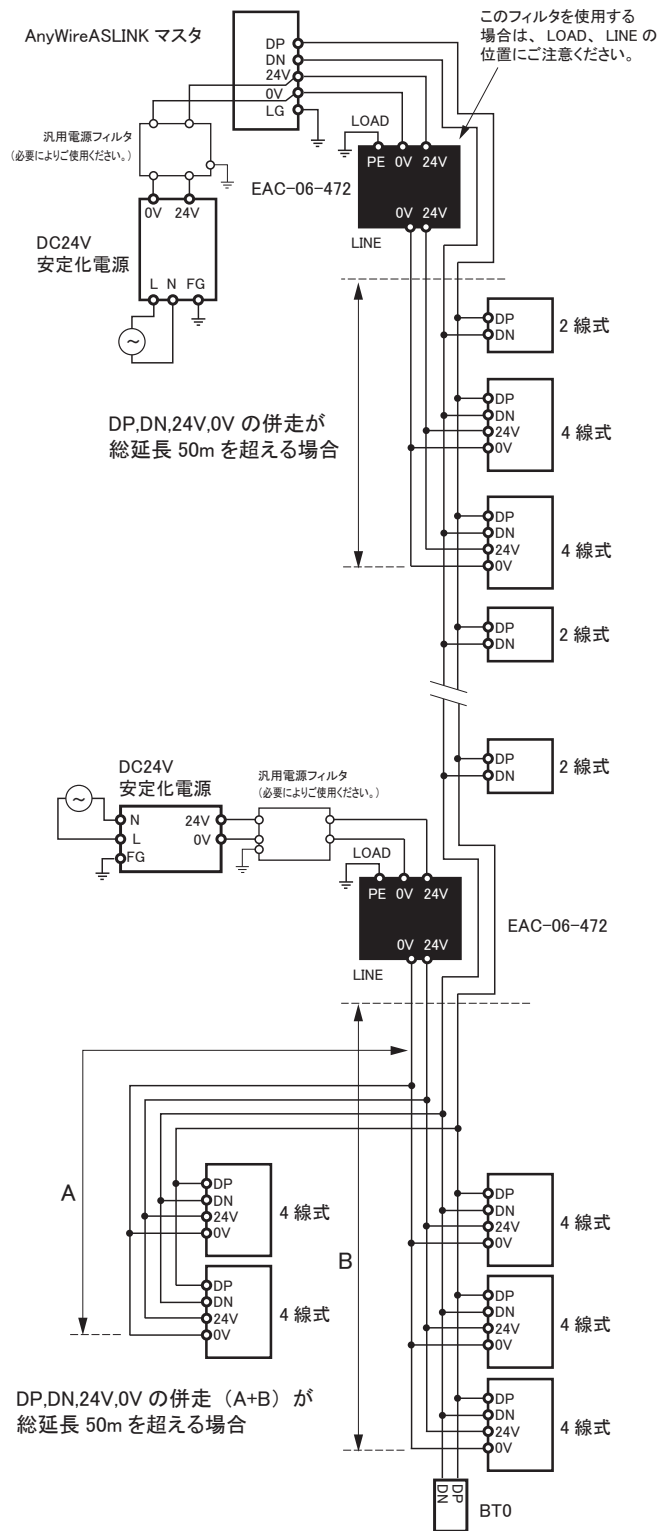 AnyWireASLINK マスタ
DP
DN
24V
0V
LG
このフィルタを使用する
場合は、LOAD、LINE の
位置にご注意ください。
汎用電源フィルタ
(必要によりご使用ください。)
LOAD
PE 0V 24V
EAC-06-472
0V 24V
LINE
0V 24V
DC24V
安定化電源
L N FG
~
DP
DN
2 線式
DP,DN,24V,0V の併走が
総延長 50m を超える場合
DP
DN
24V
0V
4 線式
DP
DN
24V
0V
4 線式
DP
DN
2 線式
DP
DN
2 線式
DC24V
安定化電源
~
N
L
FG
24V
0V
汎用電源フィルタ
(必要によりご使用ください。)
LOAD
PE 0V 24V
0V 24V
EAC-06-472
LINE
A
B
DP
DN
24V
0V
4 線式
DP
DN
24V
0V
4 線式
DP
DN
24V
0V
4 線式
DP
DN
24V
0V
4 線式
DP
DN
24V
0V
4 線式
DP,DN,24V,0V の併走（A+B）が
総延長 50m を超える場合
DN
DP
BT0